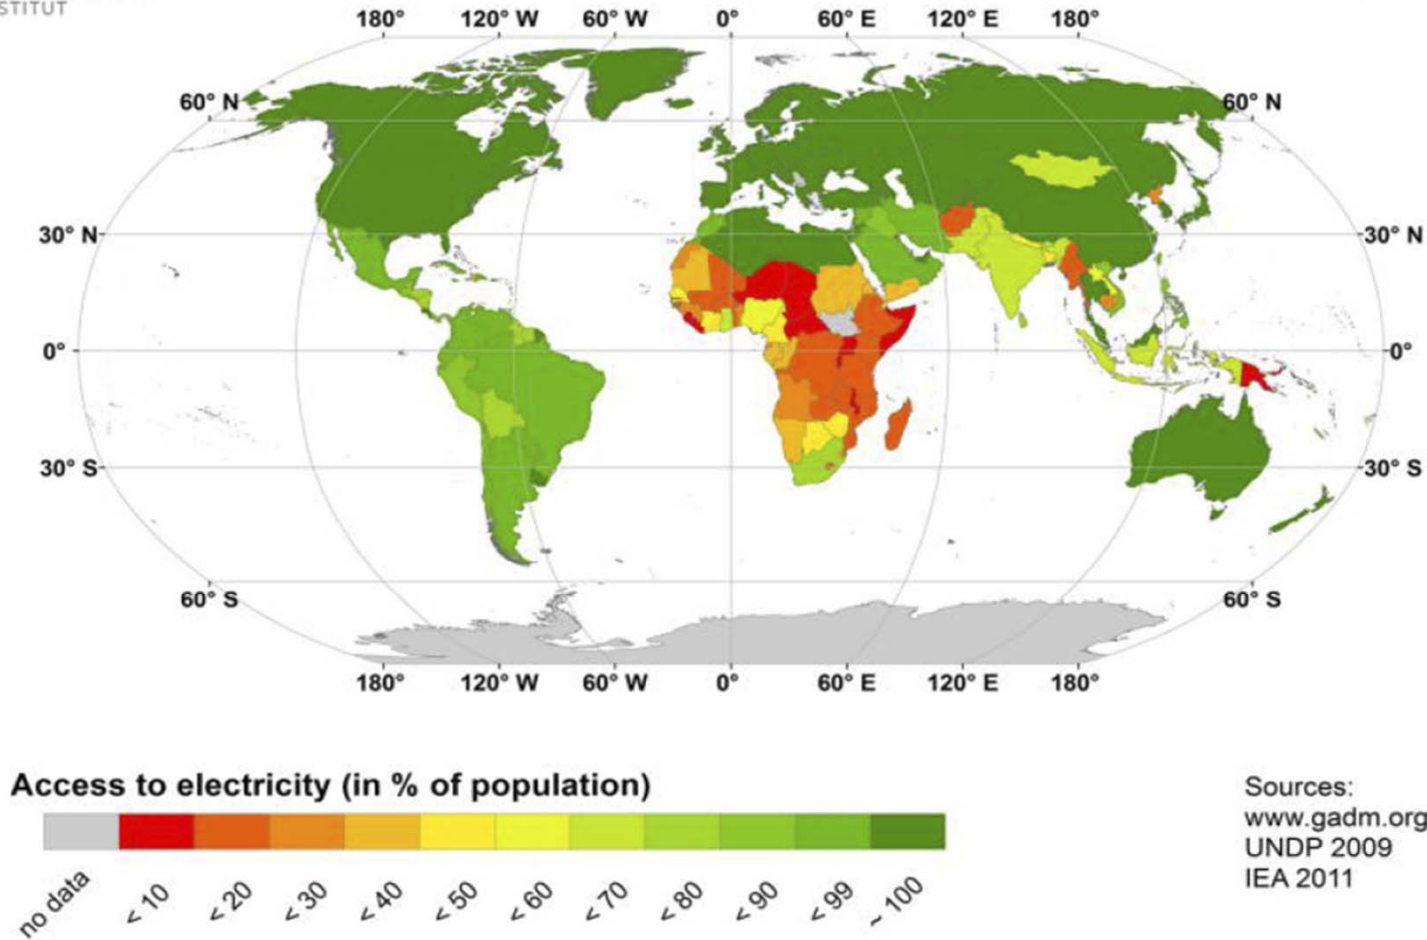 STITUT
180° 120° W 60° W 0° 60° E 120° E 180°
60° N 60° N
30° N 30° N
0° 0°
30° S 30° S
60° S 60° S
180° 120° W 60° W 0° 60° E 120° E 180°
Access to electricity (in % of population)
no data < 10 < 20 < 30 < 40 < 50 < 60 < 70 < 80 < 90 < 99 ~ 100
Sources:
www.gadm.org
UNDP 2009
IEA 2011